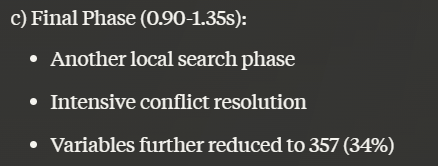 c) Final Phase (0.90-1.35s):
• Another local search phase
• Intensive conflict resolution
• Variables further reduced to 357 (34%)